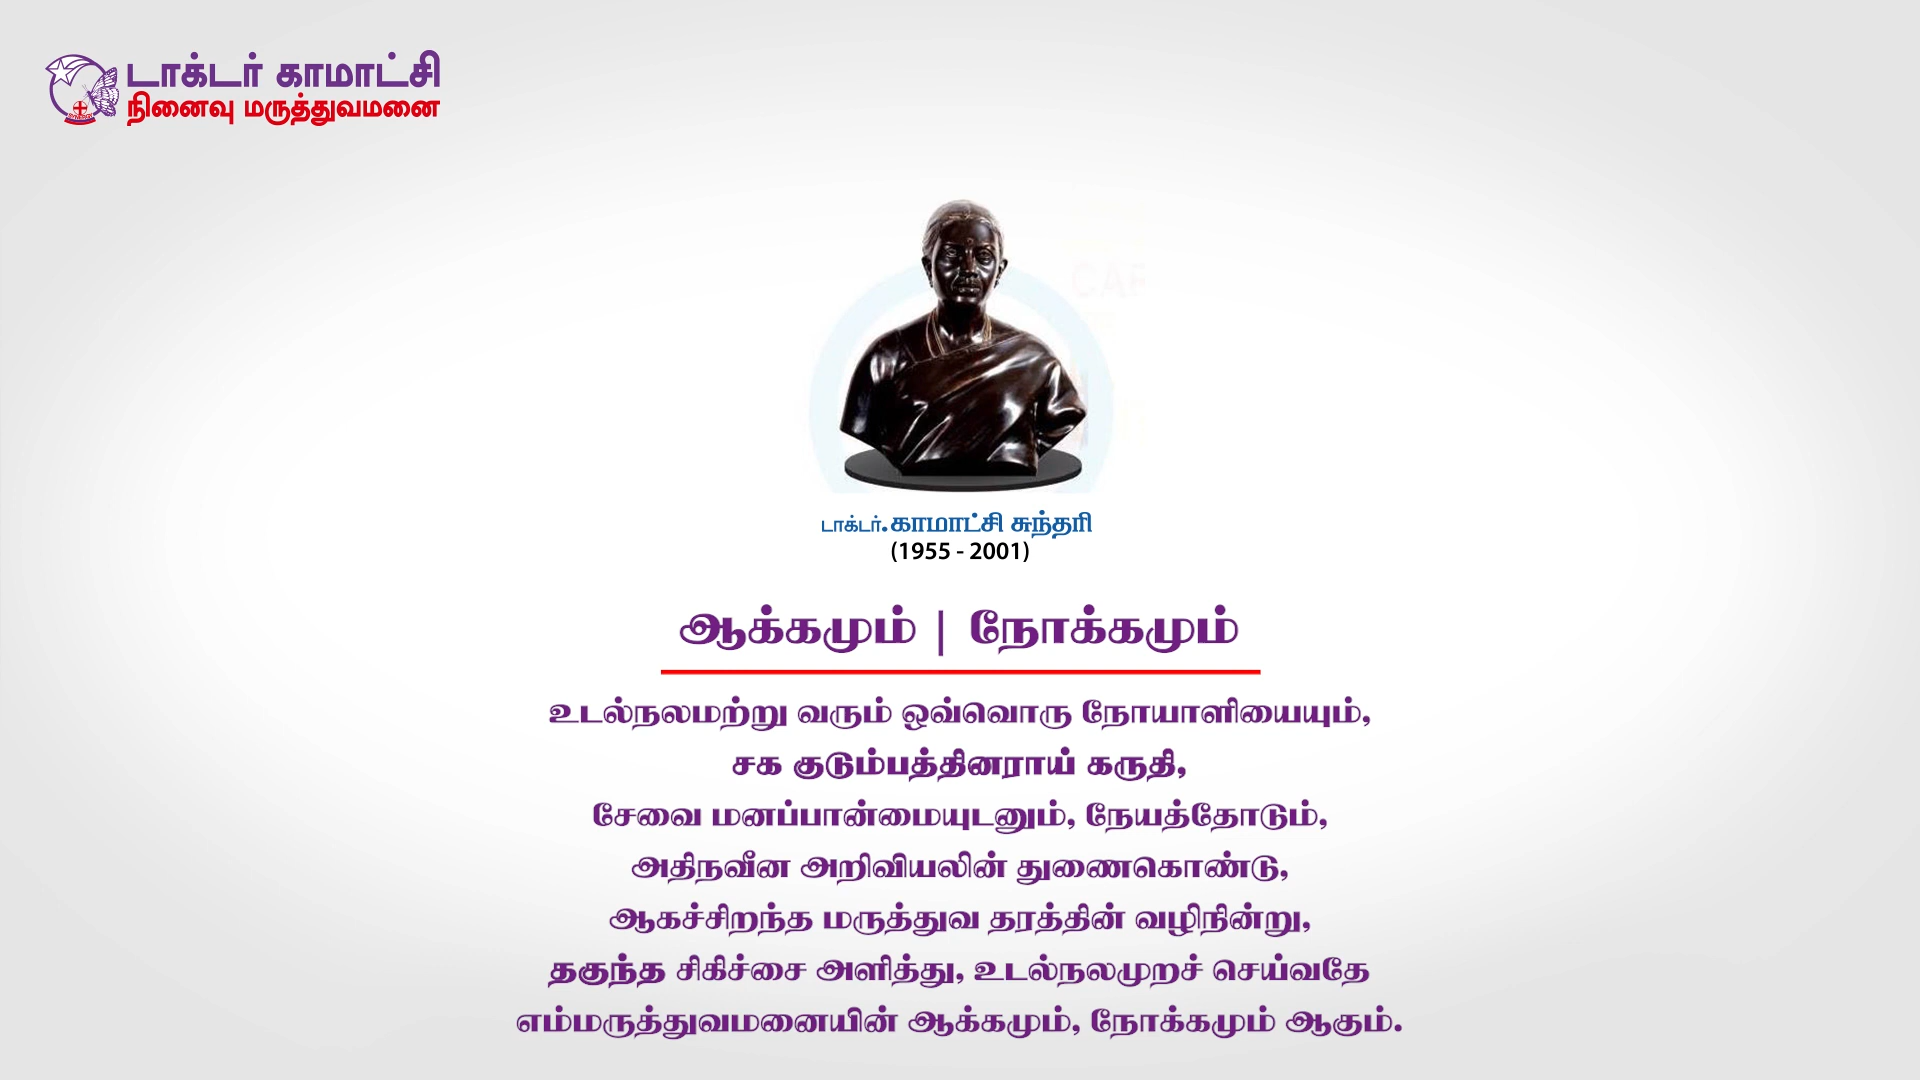 டாக்டர் காமாட்சி
நினைவு மருத்துவமனை
டாக்டர்.காமாட்சி சுந்தரி
(1955 - 2001)
ஆக்கமும் | நோக்கமும்
உடல்நலமற்று வரும் ஒவ்வொரு நோயாளியையும்,
சக குடும்பத்தினராய் கருதி,
சேவை மனப்பான்மையுடனும், நேயத்தோடும்,
அதிநவீன அறிவியலின் துணைகொண்டு,
ஆகச்சிறந்த மருத்துவ தரத்தின் வழிநின்று,
தகுந்த சிகிச்சை அளித்து, உடல்நலமுறச் செய்வதே
எம்மருத்துவமனையின் ஆக்கமும், நோக்கமும் ஆகும்.